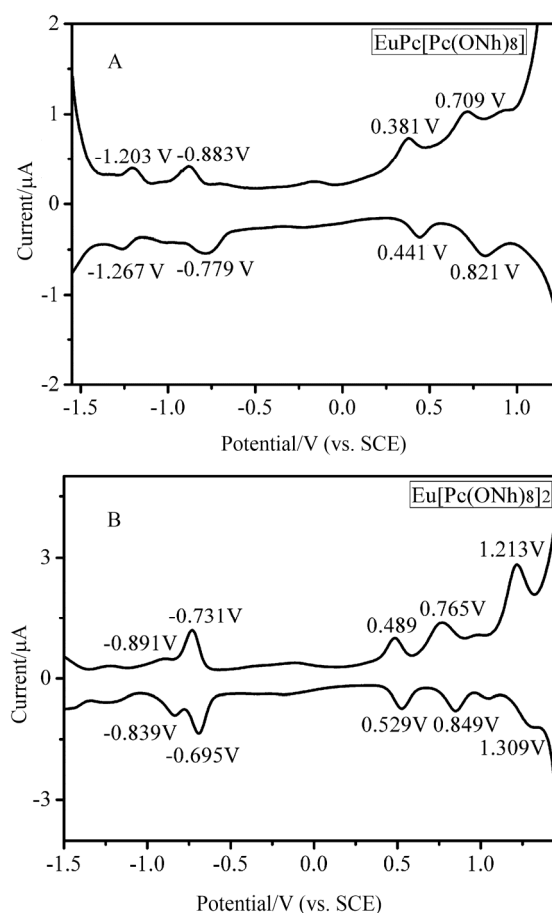 EuPc[Pc(ONh)8]
A
2
1
0
-1
-2
Current/μA
-1.203 V
-0.883V
0.381 V
0.709 V
-1.267 V
-0.779 V
0.441 V
0.821 V
-1.5 -1.0 -0.5 0.0 0.5 1.0
Potential/V (vs. SCE)
Eu[Pc(ONh)8]2
B
3
0
-3
Current/μA
-0.891V
-0.731V
0.489
0.765V
1.213V
-0.839V
-0.695V
0.529V
0.849V
1.309V
-1.5 -1.0 -0.5 0.0 0.5 1.0
Potential/V (vs. SCE)